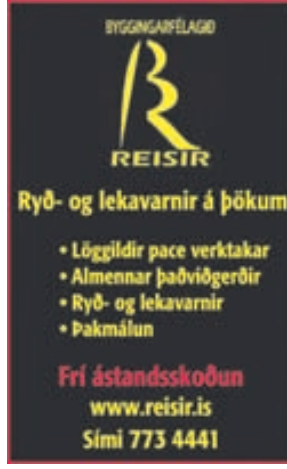 BYGGINGARFÉLAGIÐ
REISIR
Ryð- og lekavarnir á þökum
• Löggildir pace verktakar
• Almennar þaðviðgerðir
• Ryð- og lekavarnir
• Þakmálun
Frí ástandsskoðun
www.reisir.is
Sími 773 4441